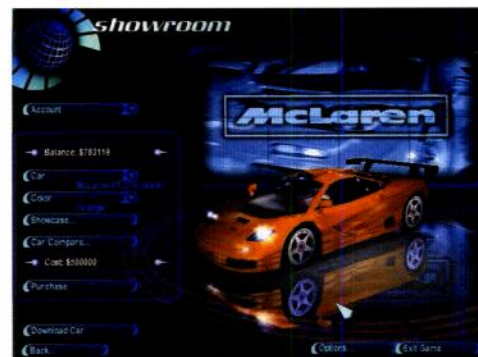 showroom
Account
McLaren
Balance: $783119
Car
Color
Showcase...
Car Compare...
Cost: $500000
Purchase
Download Car
Back...
Options...
Exit Game